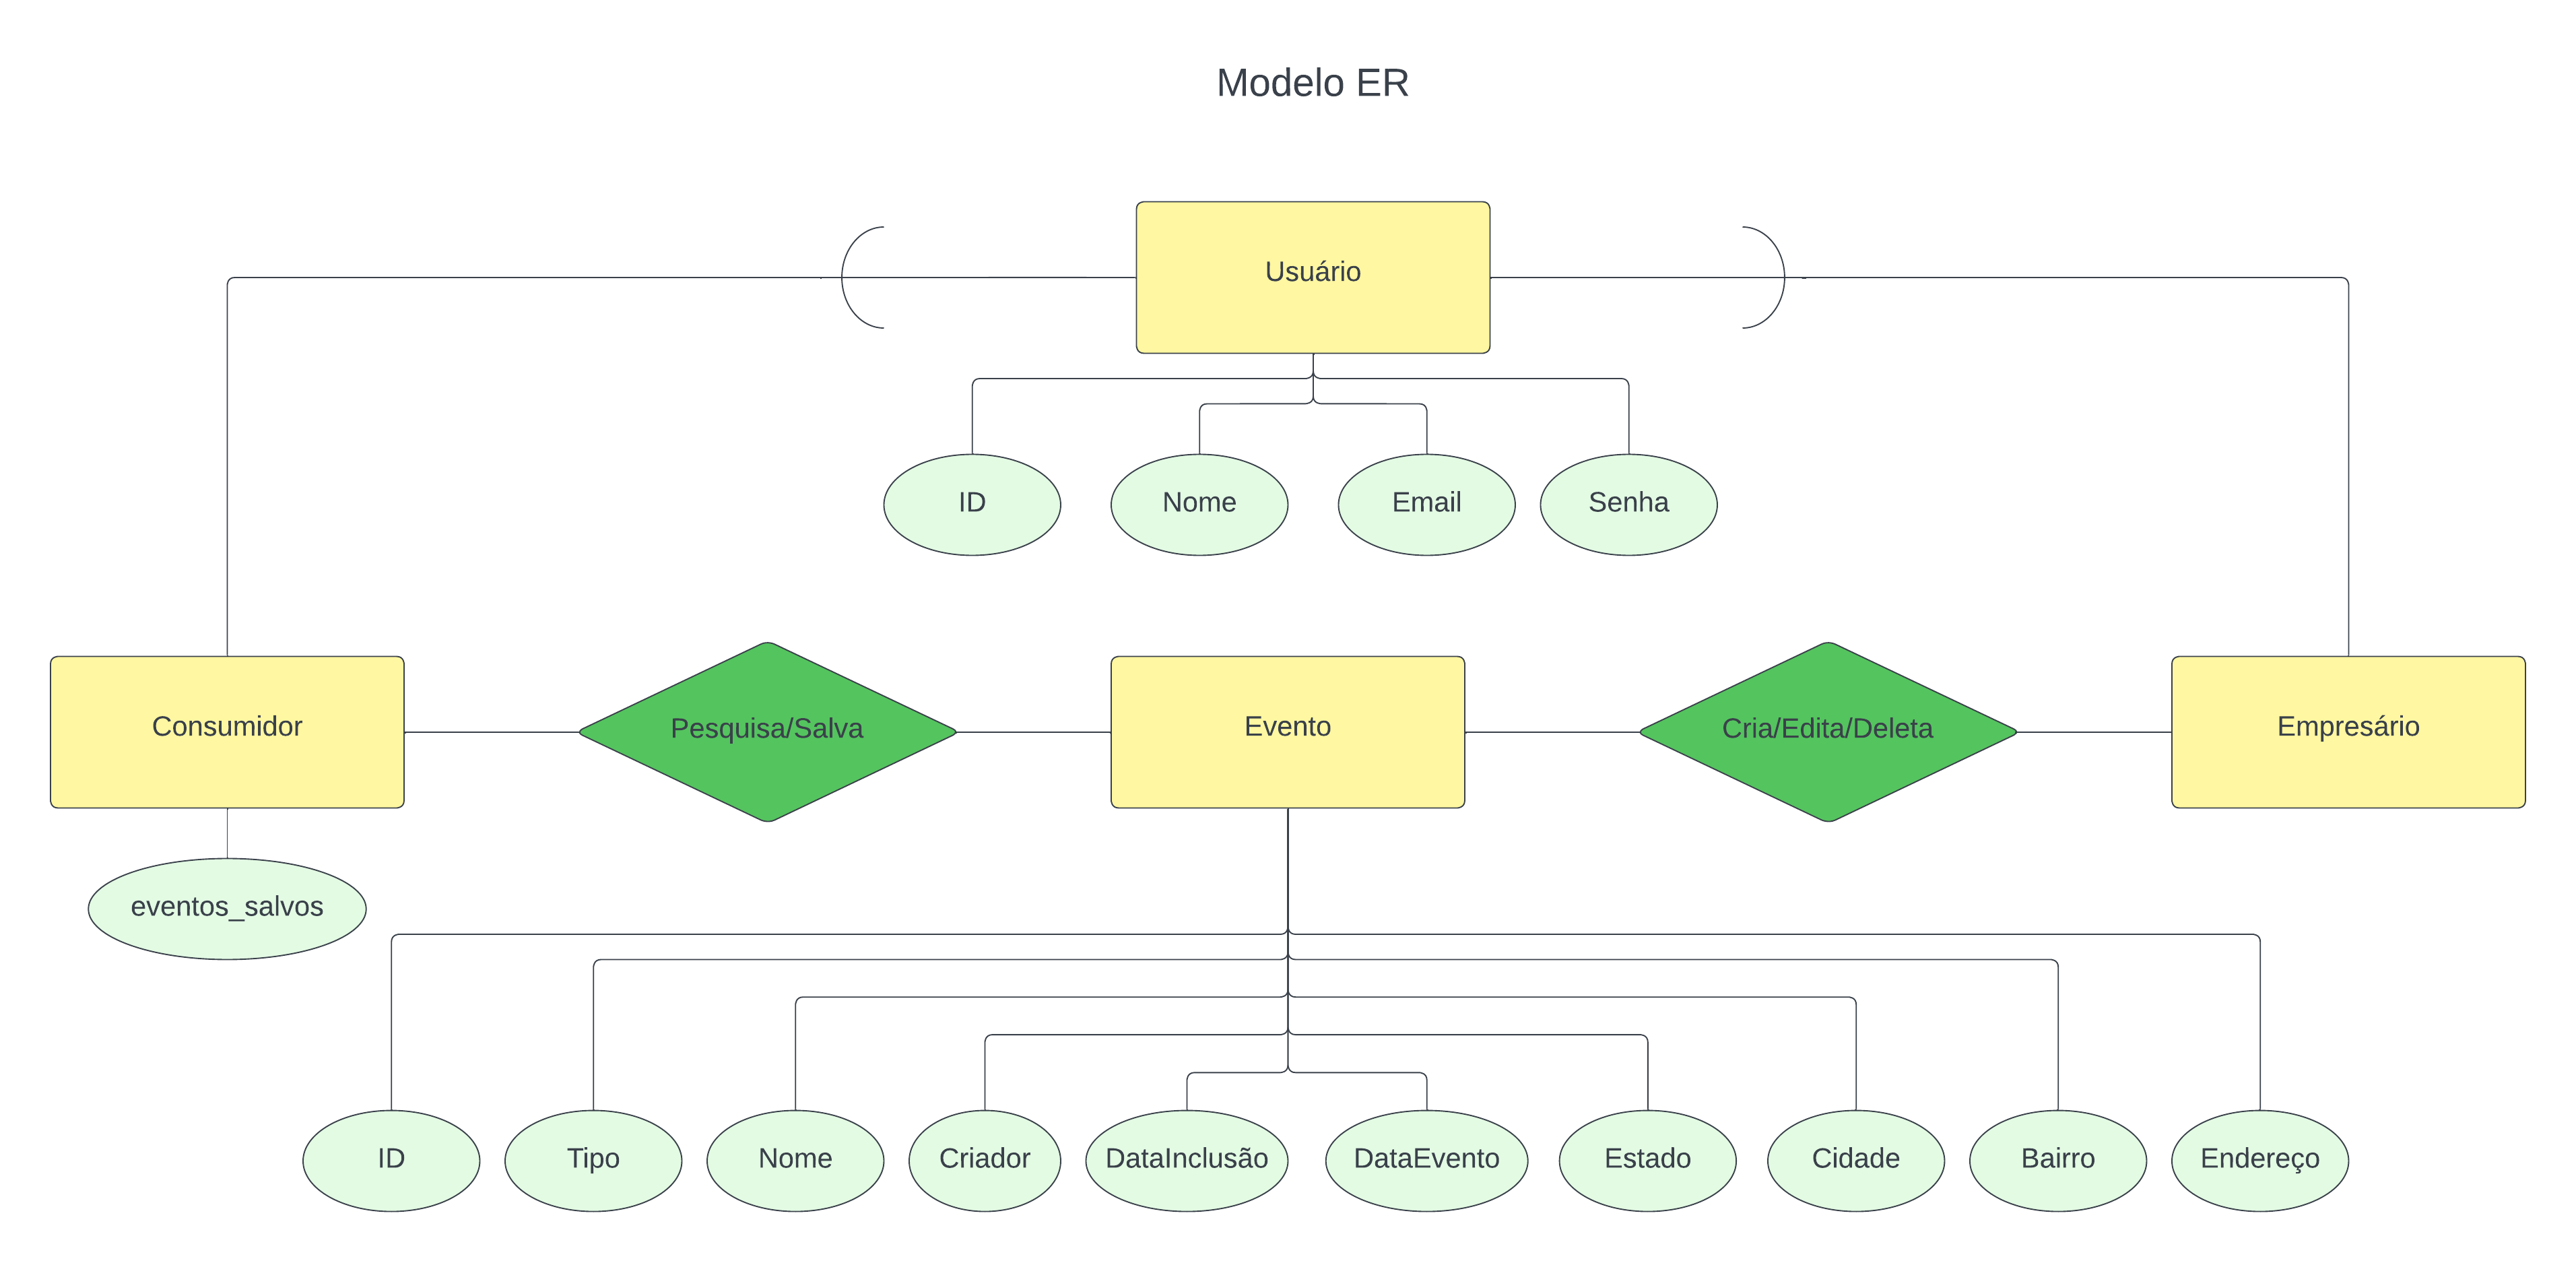 Modelo ER
Usuário
ID
Nome
Email
Senha
Consumidor
Pesquisa/Salva
Evento
Cria/Edita/Deleta
Empresário
eventos_salvos
ID
Tipo
Nome
Criador
DataInclusão
DataEvento
Estado
Cidade
Bairro
Endereço